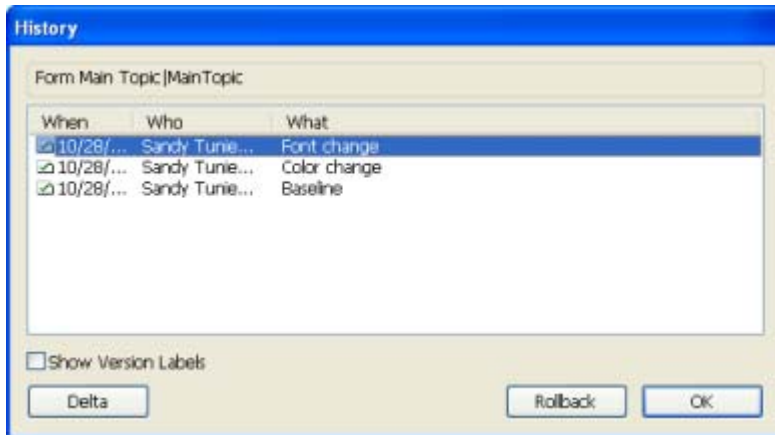 History
Form Main Topic|MainTopic
When Who What
10/28/... Sandy Tunie... Font change
10/28/... Sandy Tunie... Color change
10/28/... Sandy Tunie... Baseline
Show Version Labels
Delta Rollback OK